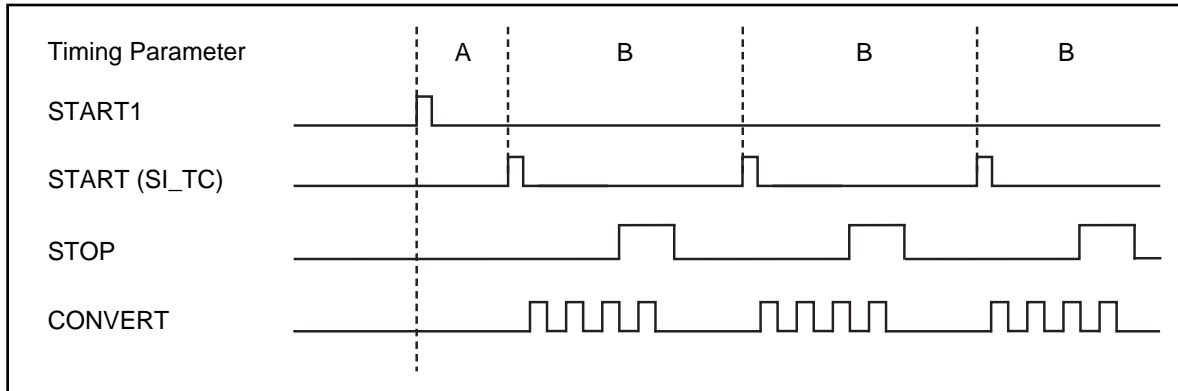 Timing Parameter A B B B
START1
START (SI_TC)
STOP
CONVERT